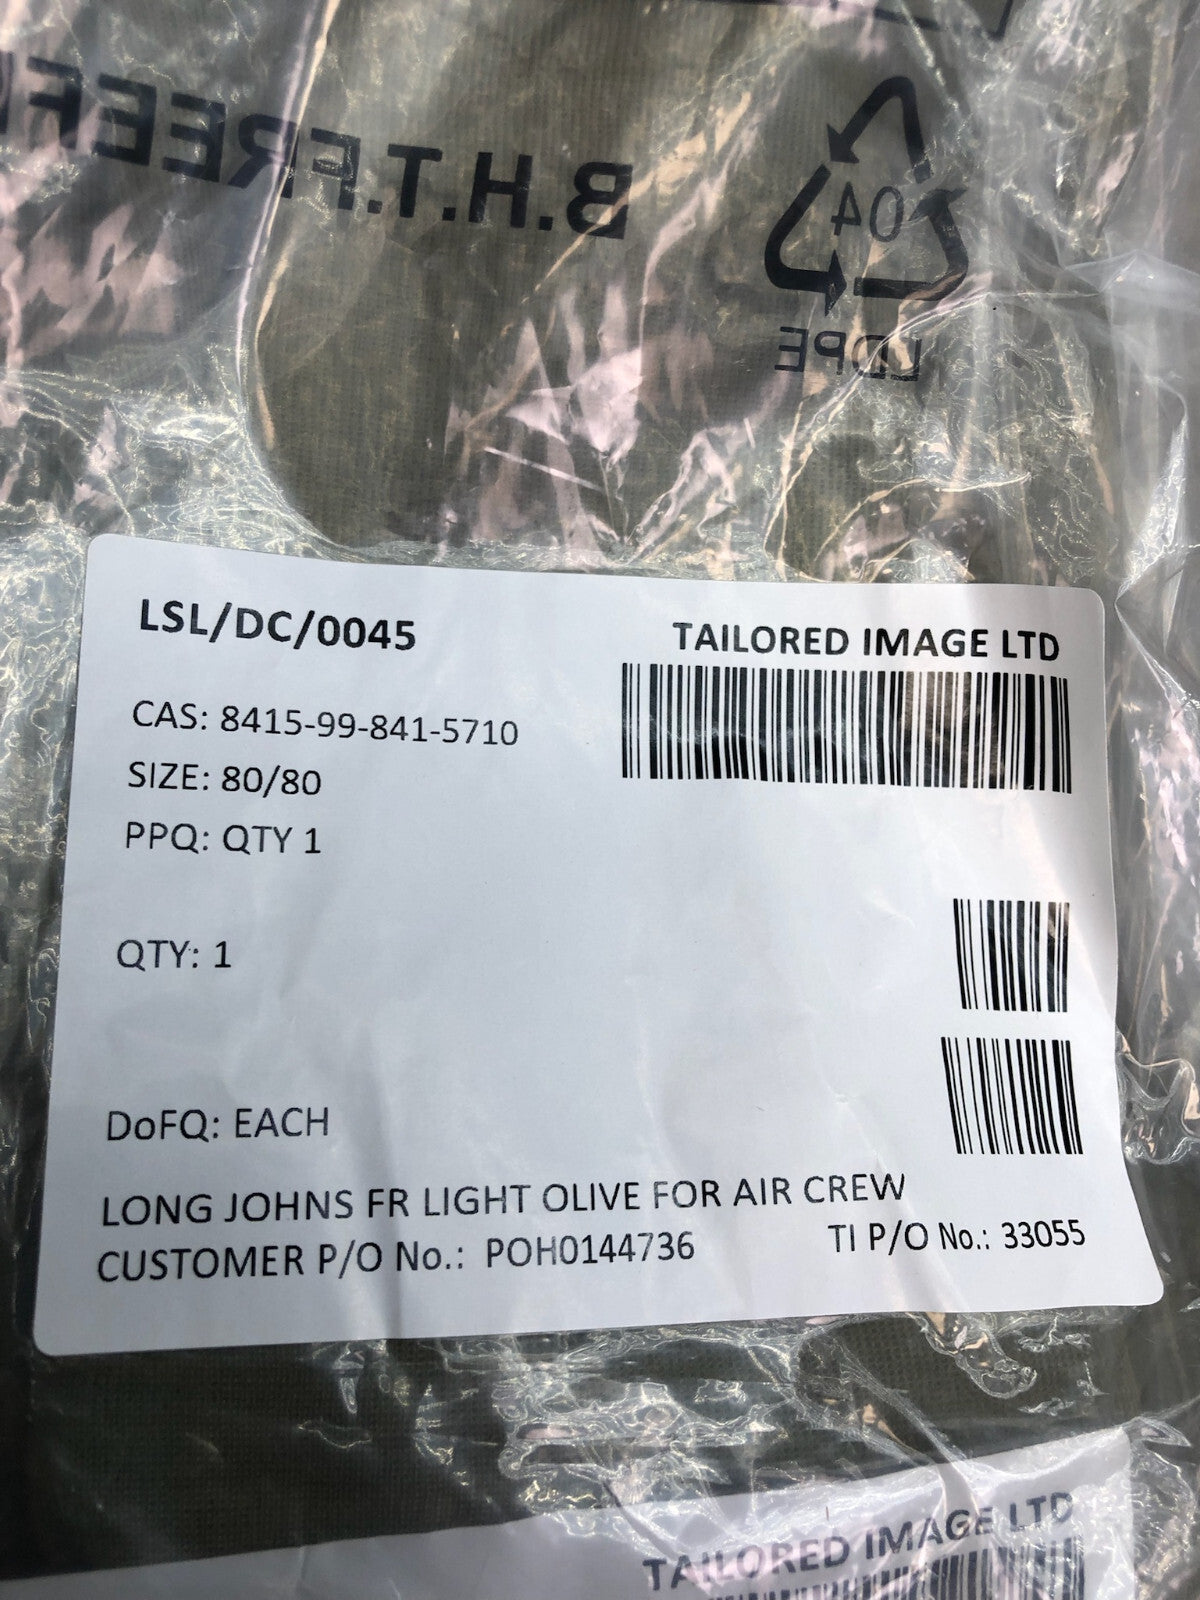 B.H.T.FREE
04
LDPE
LSL/DC/0045
TAILORED IMAGE LTD
CAS: 8415-99-841-5710
SIZE: 80/80
PPQ: QTY 1
QTY: 1
DoFQ: EACH
LONG JOHNS FR LIGHT OLIVE FOR AIR CREW
CUSTOMER P/O No.: POH0144736
TI P/O No.: 33055
TAILORED IMAGE LTD